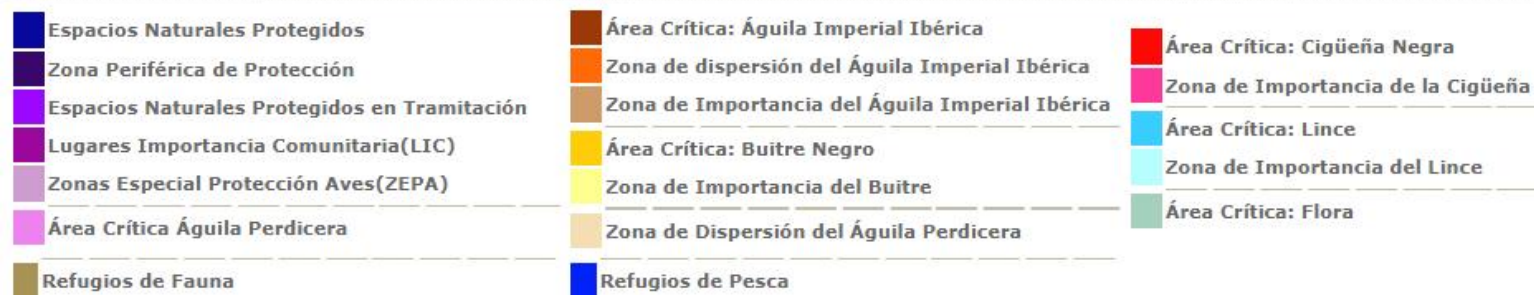 Espacios Naturales Protegidos
Zona Periférica de Protección
Espacios Naturales Protegidos en Tramitación
Lugares Importancia Comunitaria(LIC)
Zonas Especial Protección Aves(ZEPA)
Área Crítica Águila Perdicera
Refugios de Fauna
Área Crítica: Águila Imperial Ibérica
Zona de dispersión del Águila Imperial Ibérica
Zona de Importancia del Águila Imperial Ibérica
Área Crítica: Buitre Negro
Zona de Importancia del Buitre
Zona de Dispersión del Águila Perdicera
Refugios de Pesca
Área Crítica: Cigüeña Negra
Zona de Importancia de la Cigüeña
Área Crítica: Lince
Zona de Importancia del Lince
Área Crítica: Flora